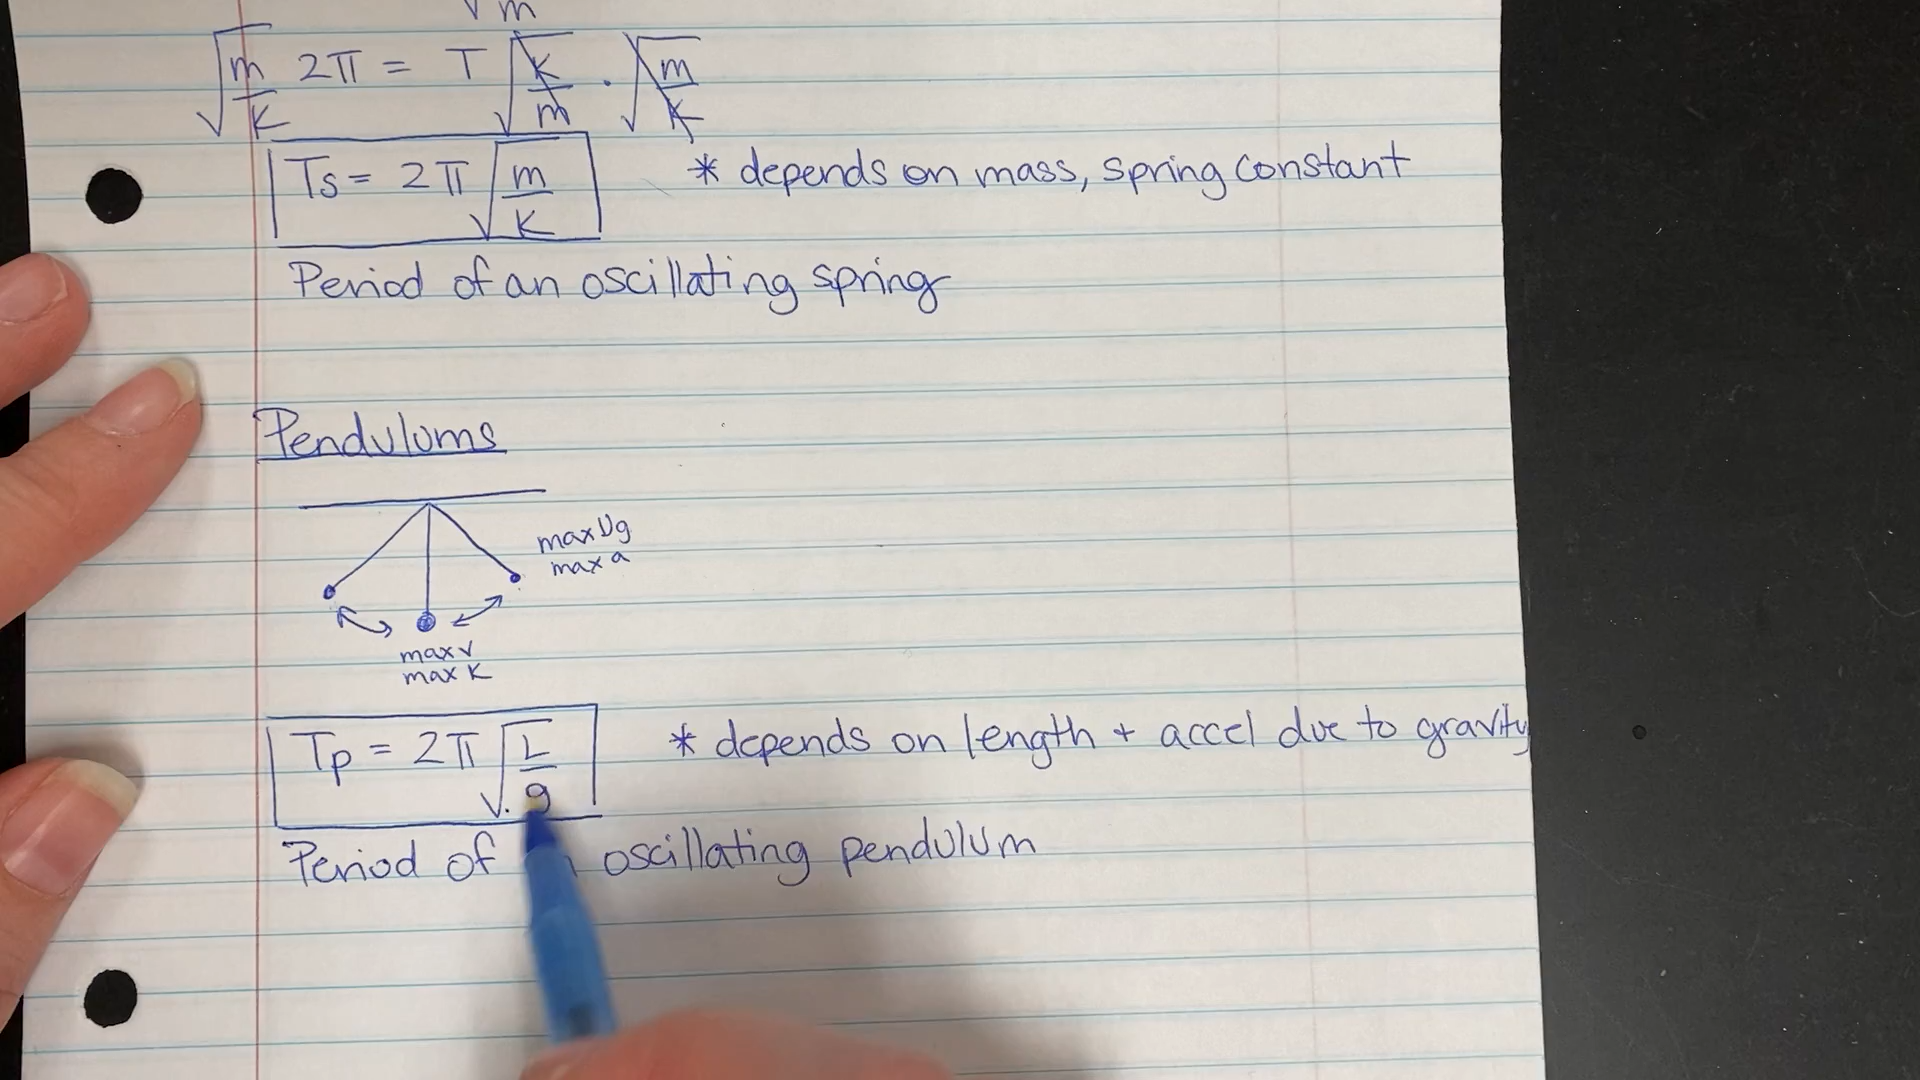 √m
√m/k 2π = T √k/m · √m/k
Ts = 2π √m/k * depends on mass, spring constant
Period of an oscillating spring
Pendulums
max Ug
max a
max v
max K
Tp = 2π √L/g * depends on length + accel due to gravity
Period of oscillating pendulum